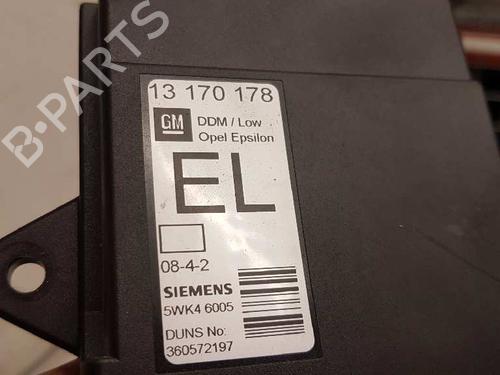 13 170 178
GM
DDM / Low
Opel Epsilon
EL
08-4-2
SIEMENS
5WK4 6005
DUNS No:
360572197
B-PARTS